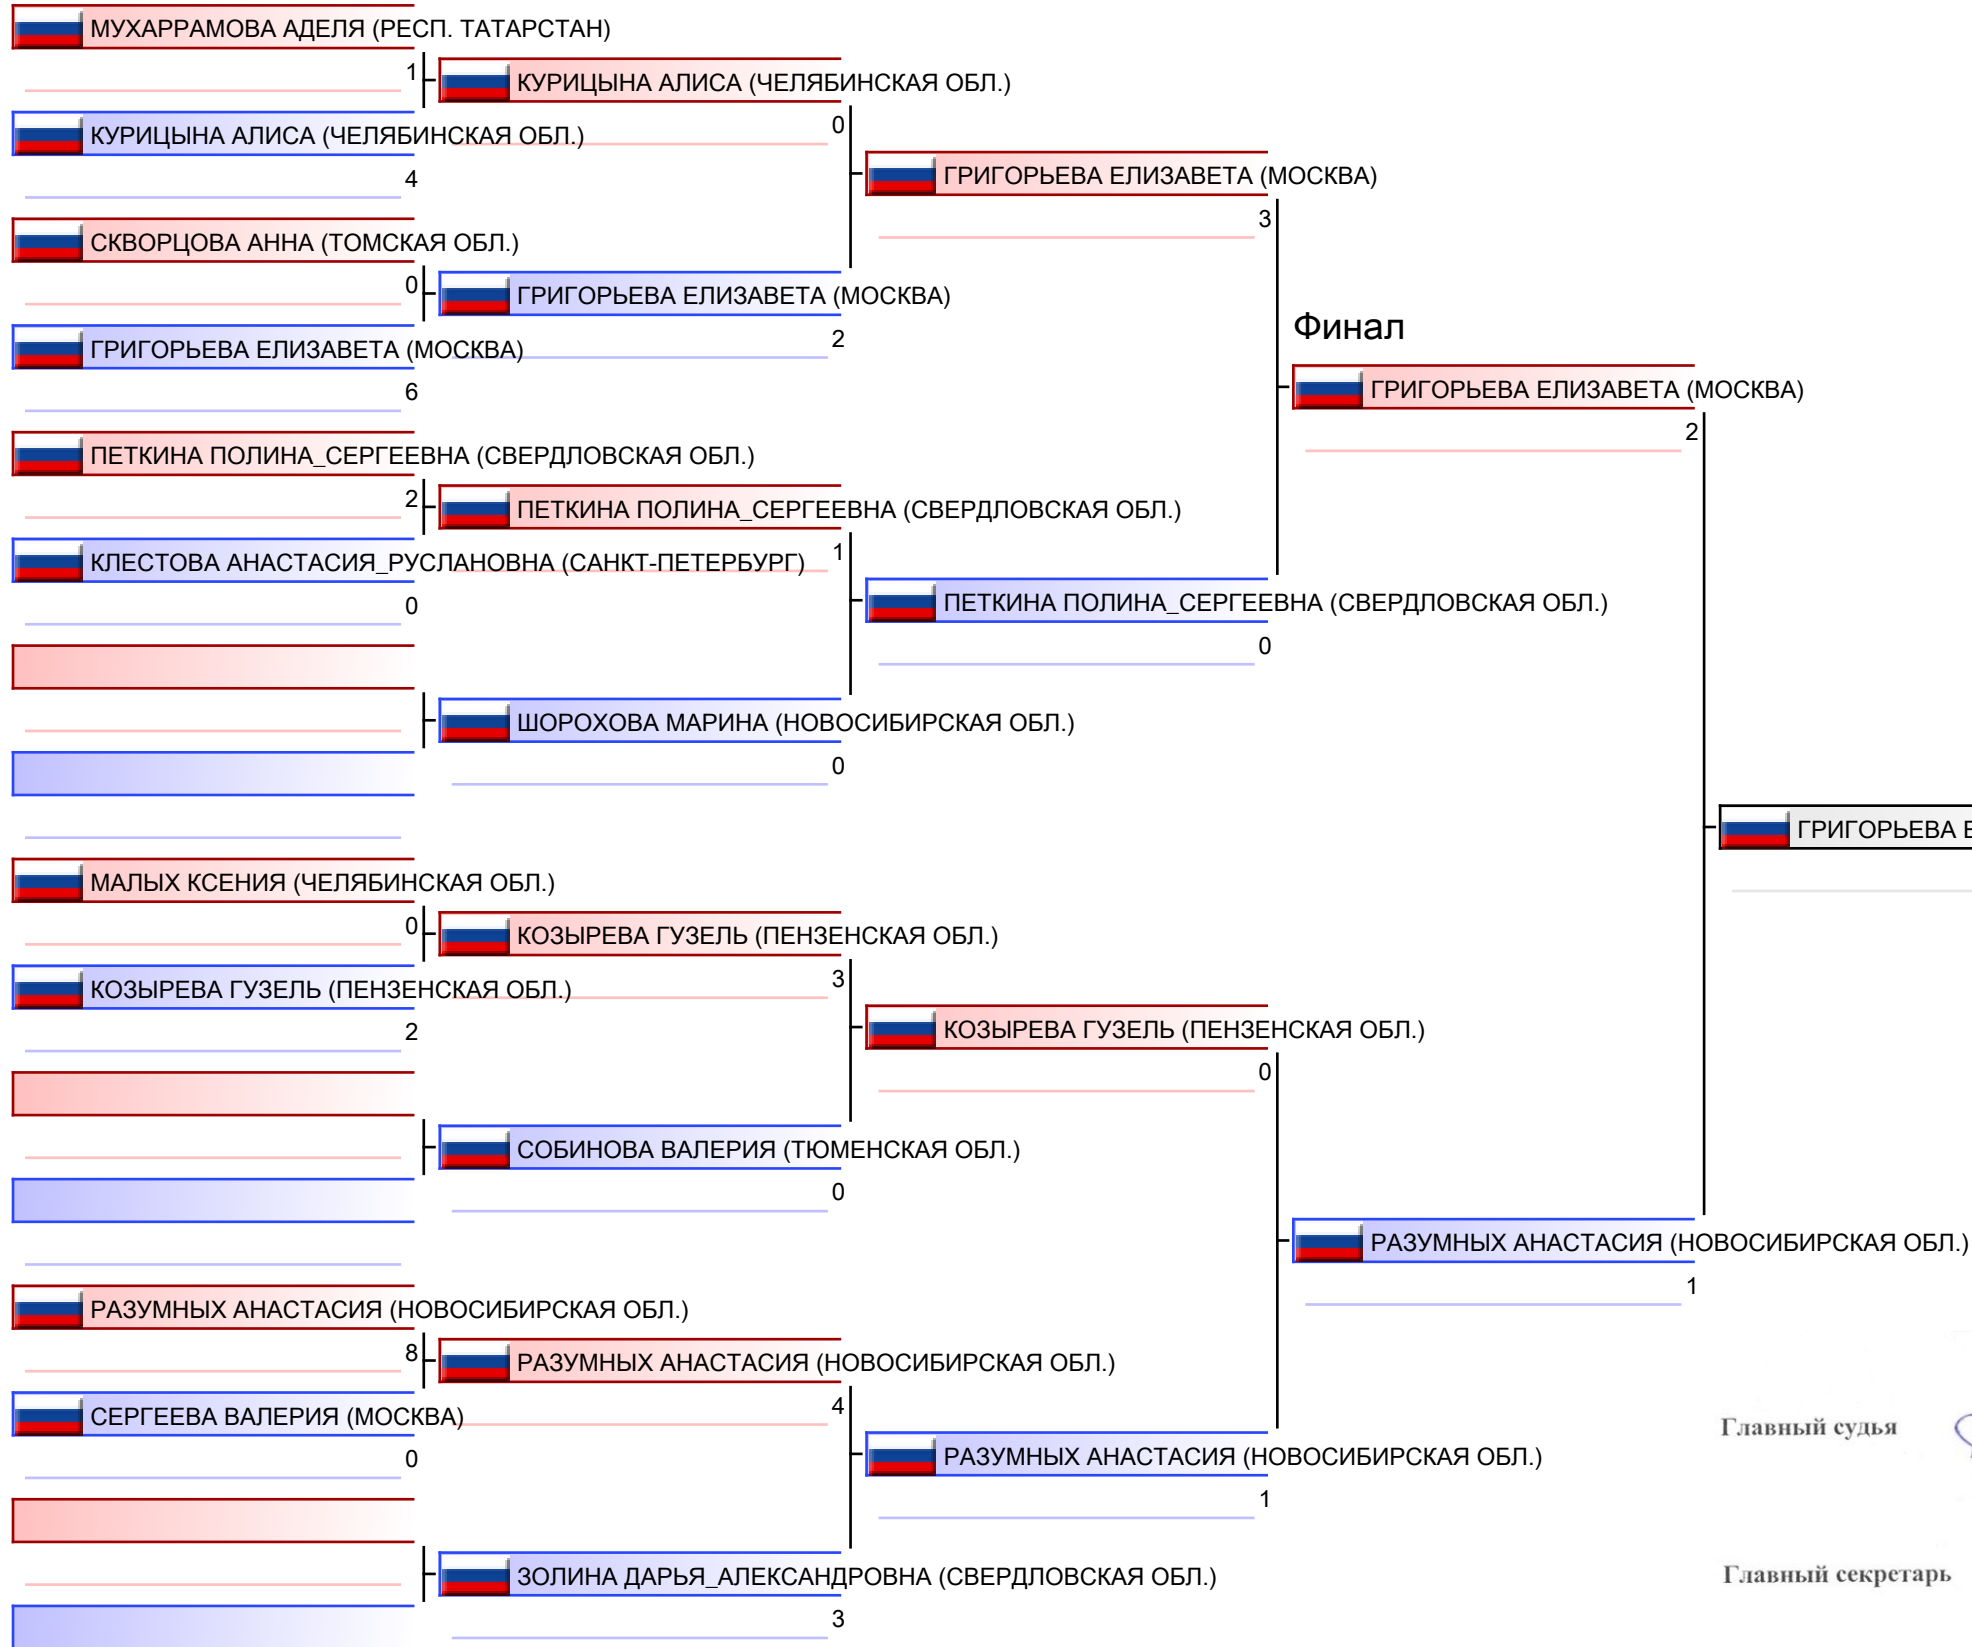 МУХАРРАМОВА АДЕЛЯ (РЕСП. ТАТАРСТАН)
1
КУРИЦЫНА АЛИСА (ЧЕЛЯБИНСКАЯ ОБЛ.)
КУРИЦЫНА АЛИСА (ЧЕЛЯБИНСКАЯ ОБЛ.)
0
4
ГРИГОРЬЕВА ЕЛИЗАВЕТА (МОСКВА)
3
СКВОРЦОВА АННА (ТОМСКАЯ ОБЛ.)
0
ГРИГОРЬЕВА ЕЛИЗАВЕТА (МОСКВА)
2
ГРИГОРЬЕВА ЕЛИЗАВЕТА (МОСКВА)
6
Финал
ГРИГОРЬЕВА ЕЛИЗАВЕТА (МОСКВА)
2
ПЕТКИНА ПОЛИНА_СЕРГЕЕВНА (СВЕРДЛОВСКАЯ ОБЛ.)
2
ПЕТКИНА ПОЛИНА_СЕРГЕЕВНА (СВЕРДЛОВСКАЯ ОБЛ.)
1
КЛЕСТОВА АНАСТАСИЯ_РУСЛАНОВНА (САНКТ-ПЕТЕРБУРГ)
0
ПЕТКИНА ПОЛИНА_СЕРГЕЕВНА (СВЕРДЛОВСКАЯ ОБЛ.)
0
ШОРОХОВА МАРИНА (НОВОСИБИРСКАЯ ОБЛ.)
0
ГРИГОРЬЕВА Е
МАЛЫХ КСЕНИЯ (ЧЕЛЯБИНСКАЯ ОБЛ.)
0
КОЗЫРЕВА ГУЗЕЛЬ (ПЕНЗЕНСКАЯ ОБЛ.)
3
КОЗЫРЕВА ГУЗЕЛЬ (ПЕНЗЕНСКАЯ ОБЛ.)
2
КОЗЫРЕВА ГУЗЕЛЬ (ПЕНЗЕНСКАЯ ОБЛ.)
0
СОБИНОВА ВАЛЕРИЯ (ТЮМЕНСКАЯ ОБЛ.)
0
РАЗУМНЫХ АНАСТАСИЯ (НОВОСИБИРСКАЯ ОБЛ.)
1
РАЗУМНЫХ АНАСТАСИЯ (НОВОСИБИРСКАЯ ОБЛ.)
8
РАЗУМНЫХ АНАСТАСИЯ (НОВОСИБИРСКАЯ ОБЛ.)
4
СЕРГЕЕВА ВАЛЕРИЯ (МОСКВА)
0
Главный судья
РАЗУМНЫХ АНАСТАСИЯ (НОВОСИБИРСКАЯ ОБЛ.)
1
ЗОЛИНА ДАРЬЯ_АЛЕКСАНДРОВНА (СВЕРДЛОВСКАЯ ОБЛ.)
3
Главный секретарь